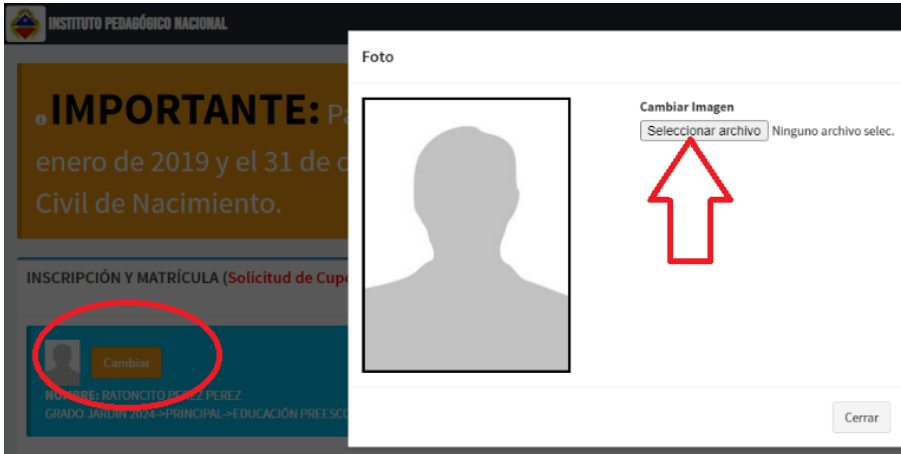 INSTITUTO PEDAGÓGICO NACIONAL
Foto
IMPORTANTE:
enero de 2019 y el 31 de
Civil de Nacimiento.
Cambiar Imagen
Seleccionar archivo Ninguno archivo selec.
INSCRIPCIÓN Y MATRÍCULA (Solicitud de Cupo
Cambiar
NOMBRE: RATONCITO PEREZ PEREZ
GRADO JARDIN 2024->PRINCIPAL->EDUCACIÓN PREESCO
Cerrar